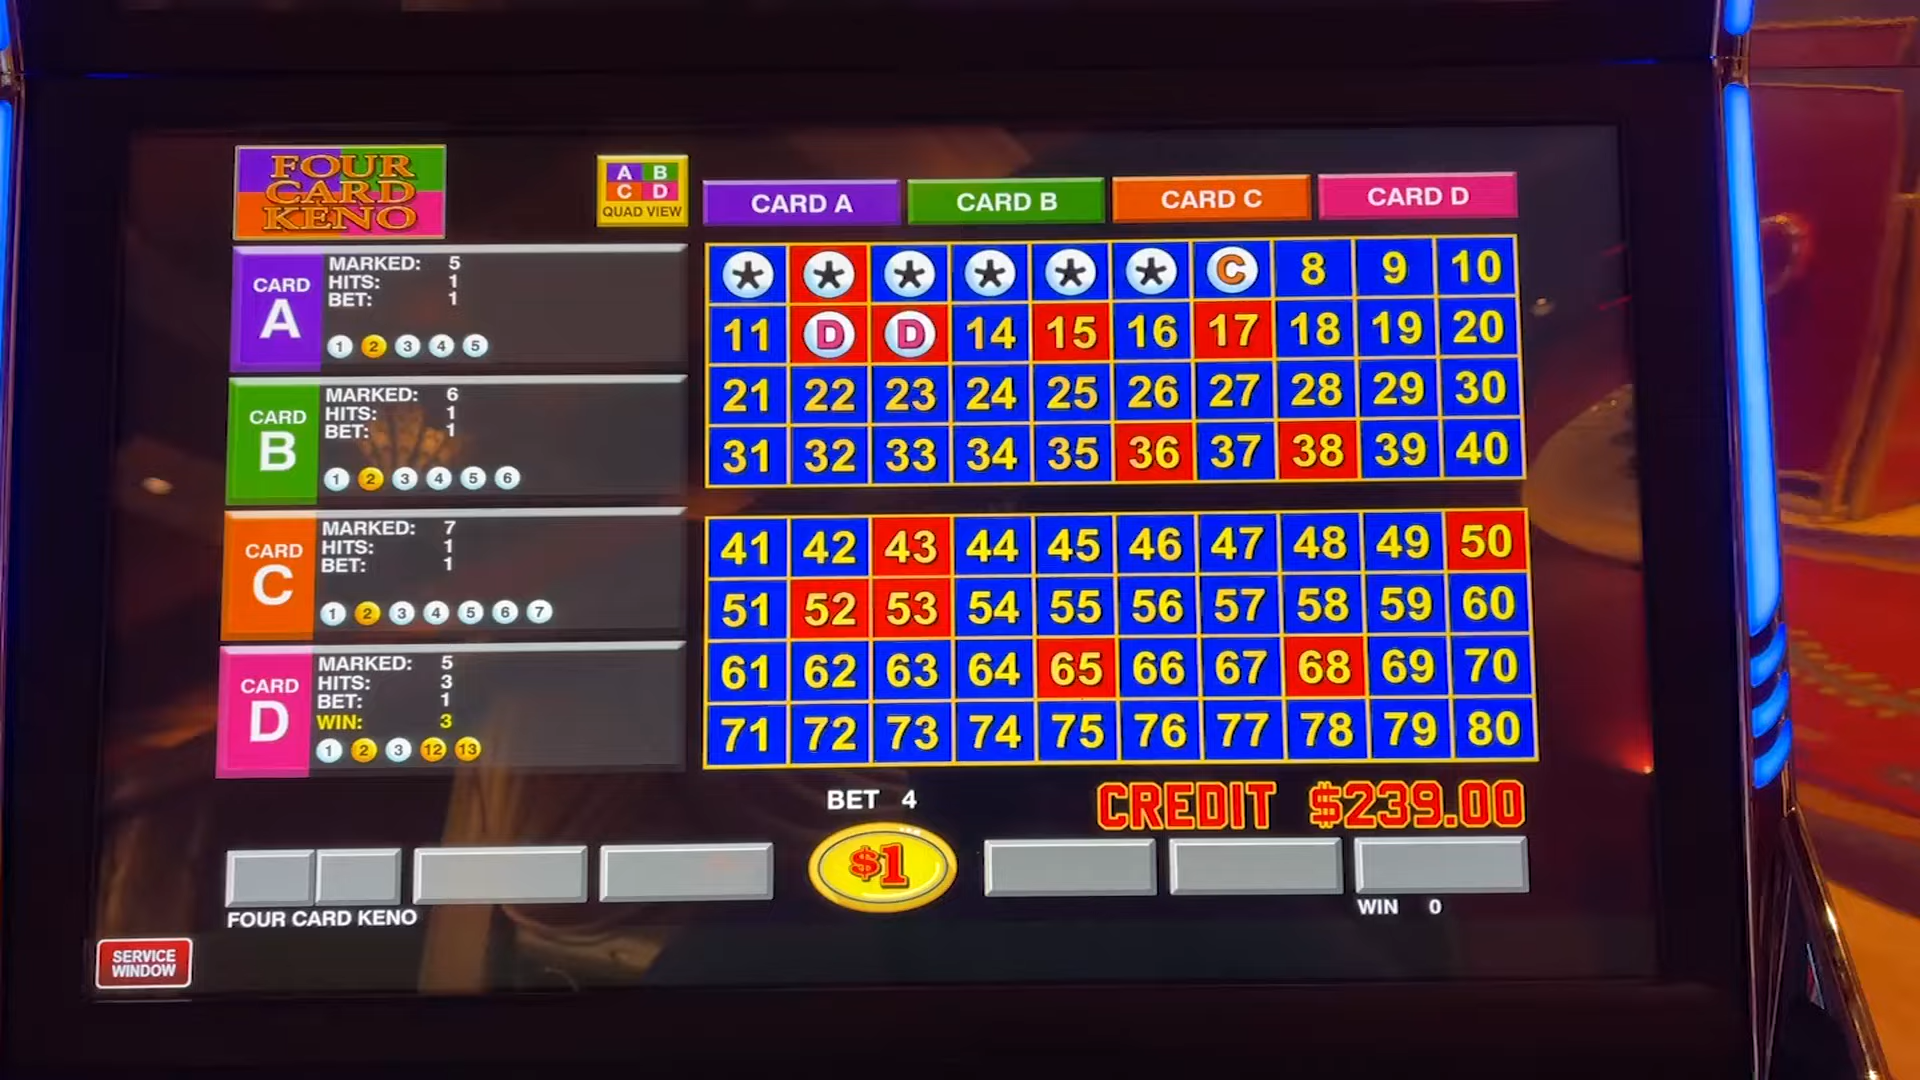 FOUR
CARD
KENO
A B
C D
QUAD VIEW
CARD A CARD B CARD C CARD D
CARD
A
MARKED: 5
HITS: 1
BET: 1
1 2 3 4 5
CARD
B
MARKED: 6
HITS: 1
BET: 1
1 2 3 4 5 6
CARD
C
MARKED: 7
HITS: 1
BET: 1
1 2 3 4 5 6 7
CARD
D
MARKED: 5
HITS: 3
BET: 1
WIN: 3
1 2 3 12 13
* * * * * * C 8 9 10
11 D D 14 15 16 17 18 19 20
21 22 23 24 25 26 27 28 29 30
31 32 33 34 35 36 37 38 39 40
41 42 43 44 45 46 47 48 49 50
51 52 53 54 55 56 57 58 59 60
61 62 63 64 65 66 67 68 69 70
71 72 73 74 75 76 77 78 79 80
BET 4
CREDIT $239.00
$1
FOUR CARD KENO
WIN 0
SERVICE
WINDOW